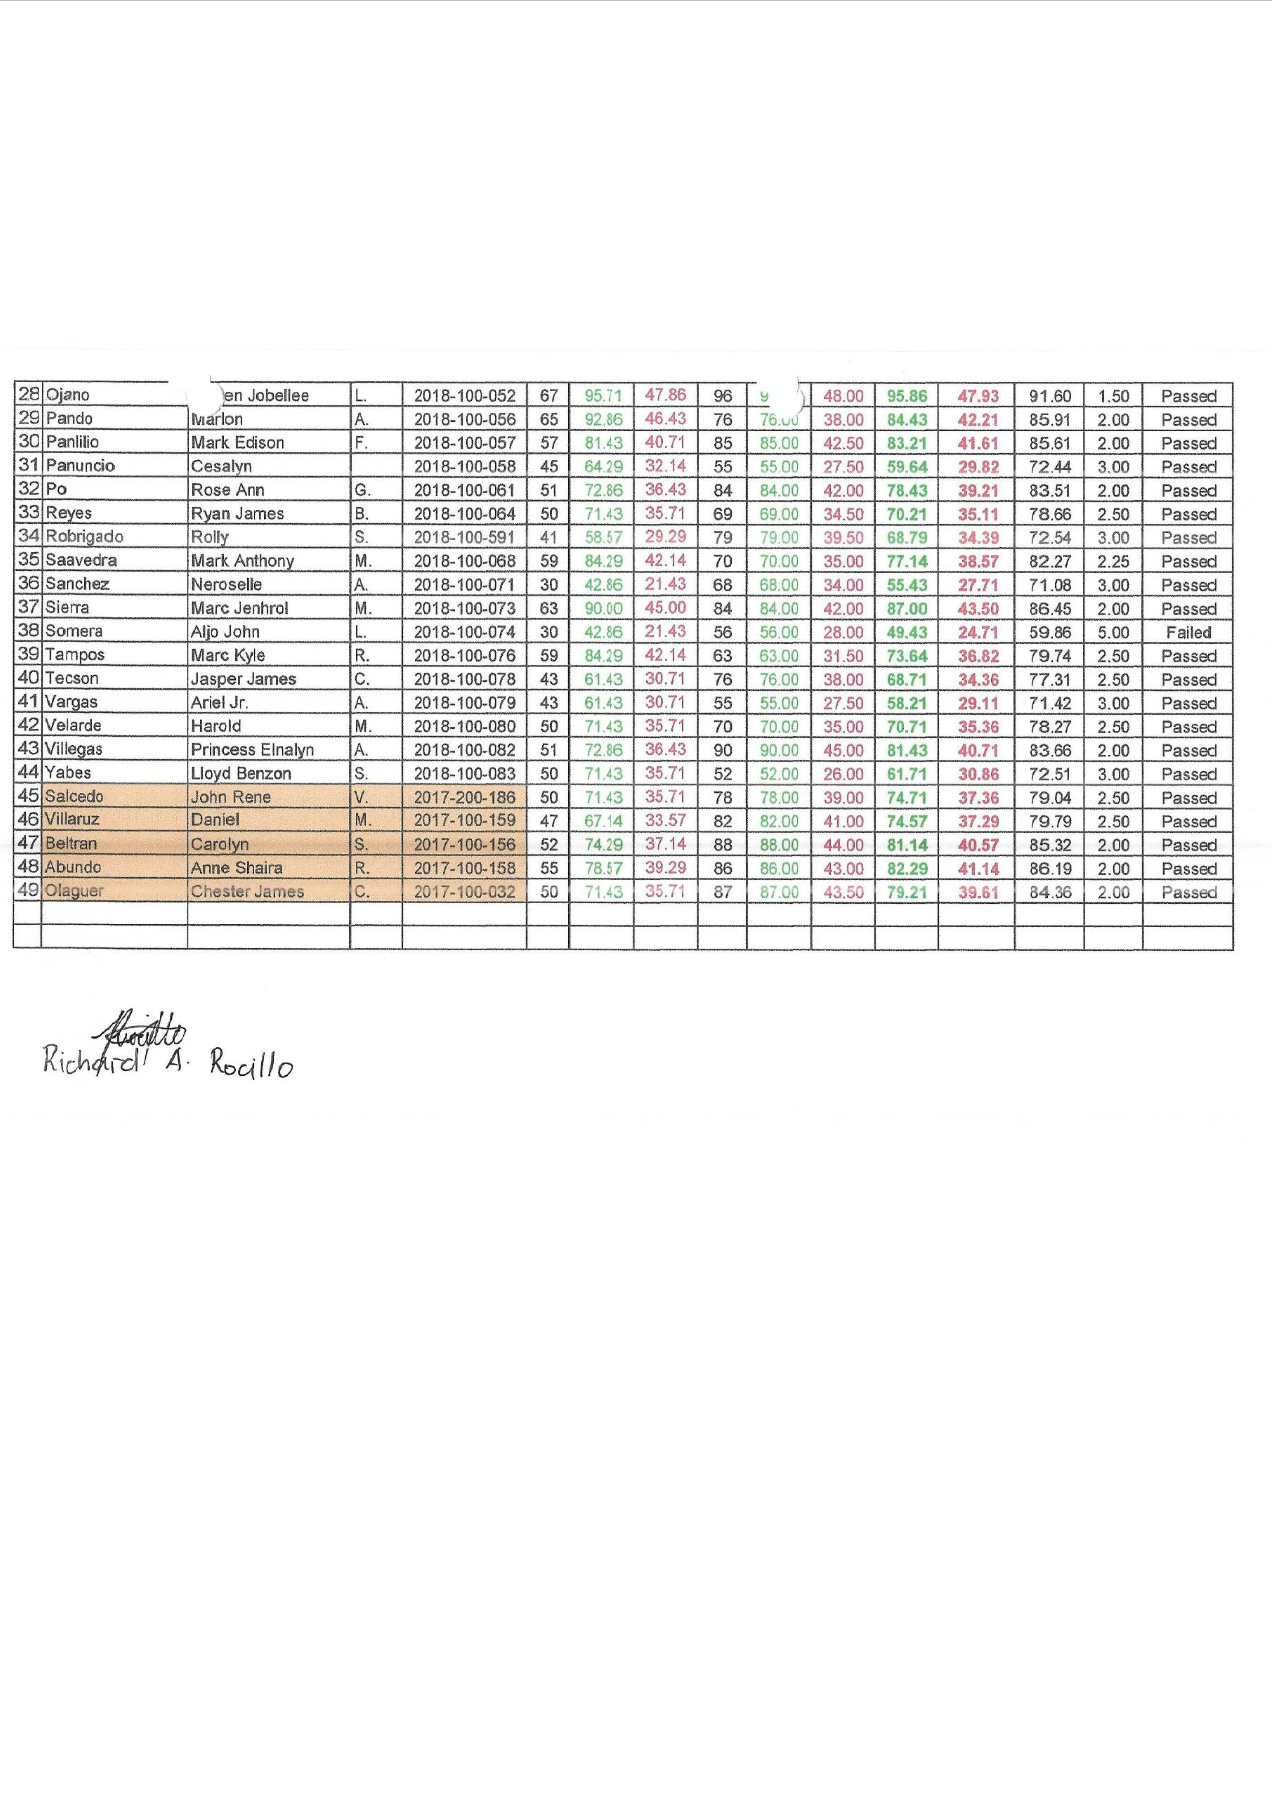 28 Ojano en Jobellee L. 2018-100-052 67 95.71 47.86 96 9 48.00 95.86 47.93 91.60 1.50 Passed
29 Pando Marlon A. 2018-100-056 65 92.86 46.43 76 76.00 38.00 84.43 42.21 85.91 2.00 Passed
30 Panlilio Mark Edison F. 2018-100-057 57 81.43 40.71 85 85.00 42.50 83.21 41.61 85.61 2.00 Passed
31 Panuncio Cesalyn 2018-100-058 45 64.29 32.14 55 55.00 27.50 59.64 29.82 72.44 3.00 Passed
32 Po Rose Ann G. 2018-100-061 51 72.86 36.43 84 84.00 42.00 78.43 39.21 83.51 2.00 Passed
33 Reyes Ryan James B. 2018-100-064 50 71.43 35.71 69 69.00 34.50 70.21 35.11 78.66 2.50 Passed
34 Robrigado Rolly S. 2018-100-591 41 58.57 29.29 79 79.00 39.50 68.79 34.39 72.54 3.00 Passed
35 Saavedra Mark Anthony M. 2018-100-068 59 84.29 42.14 70 70.00 35.00 77.14 38.57 82.27 2.25 Passed
36 Sanchez Neroselle A. 2018-100-071 30 42.86 21.43 68 68.00 34.00 55.43 27.71 71.08 3.00 Passed
37 Sierra Marc Jenhrol M. 2018-100-073 63 90.00 45.00 84 84.00 42.00 87.00 43.50 86.45 2.00 Passed
38 Somera Aljo John L. 2018-100-074 30 42.86 21.43 56 56.00 28.00 49.43 24.71 59.86 5.00 Failed
39 Tampos Marc Kyle R. 2018-100-076 59 84.29 42.14 63 63.00 31.50 73.64 36.82 79.74 2.50 Passed
40 Tecson Jasper James C. 2018-100-078 43 61.43 30.71 76 76.00 38.00 68.71 34.36 77.31 2.50 Passed
41 Vargas Ariel Jr. A. 2018-100-079 43 61.43 30.71 55 55.00 27.50 58.21 29.11 71.42 3.00 Passed
42 Velarde Harold M. 2018-100-080 50 71.43 35.71 70 70.00 35.00 70.71 35.36 78.27 2.50 Passed
43 Villegas Princess Elnalyn A. 2018-100-082 51 72.86 36.43 90 90.00 45.00 81.43 40.71 83.66 2.00 Passed
44 Yabes Lloyd Benzon S. 2018-100-083 50 71.43 35.71 52 52.00 26.00 61.71 30.86 72.51 3.00 Passed
45 Salcedo John Rene V. 2017-200-186 50 71.43 35.71 78 78.00 39.00 74.71 37.36 79.04 2.50 Passed
46 Villaruz Daniel M. 2017-100-159 47 67.14 33.57 82 82.00 41.00 74.57 37.29 79.79 2.50 Passed
47 Beltran Carolyn S. 2017-100-156 52 74.29 37.14 88 88.00 44.00 81.14 40.57 85.32 2.00 Passed
48 Abundo Anne Shaira R. 2017-100-158 55 78.57 39.29 86 86.00 43.00 82.29 41.14 86.19 2.00 Passed
49 Olaguer Chester James C. 2017-100-032 50 71.43 35.71 87 87.00 43.50 79.21 39.61 84.36 2.00 Passed
Richard A. Rocillo